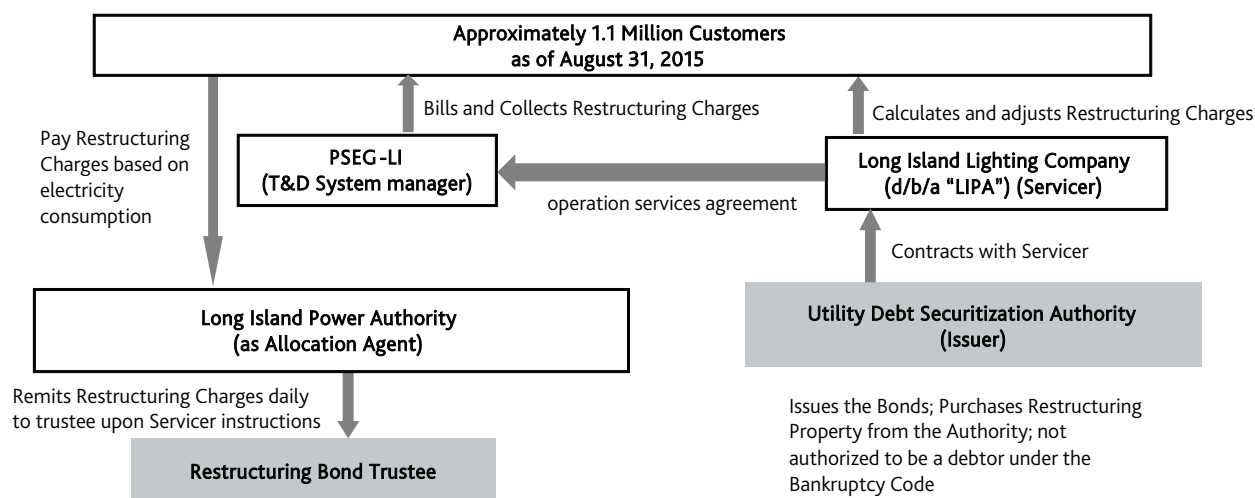 Approximately 1.1 Million Customers
as of August 31, 2015
Bills and Collects Restructuring Charges
Calculates and adjusts Restructuring Charges
Pay Restructuring
Charges based on
electricity
consumption
PSEG-LI
(T&D System manager)
Long Island Lighting Company
(d/b/a “LIPA”) (Servicer)
operation services agreement
Contracts with Servicer
Long Island Power Authority
(as Allocation Agent)
Utility Debt Securitization Authority
(Issuer)
Remits Restructuring Charges daily
to trustee upon Servicer instructions
Restructuring Bond Trustee
Issues the Bonds; Purchases Restructuring
Property from the Authority; not
authorized to be a debtor under the
Bankruptcy Code